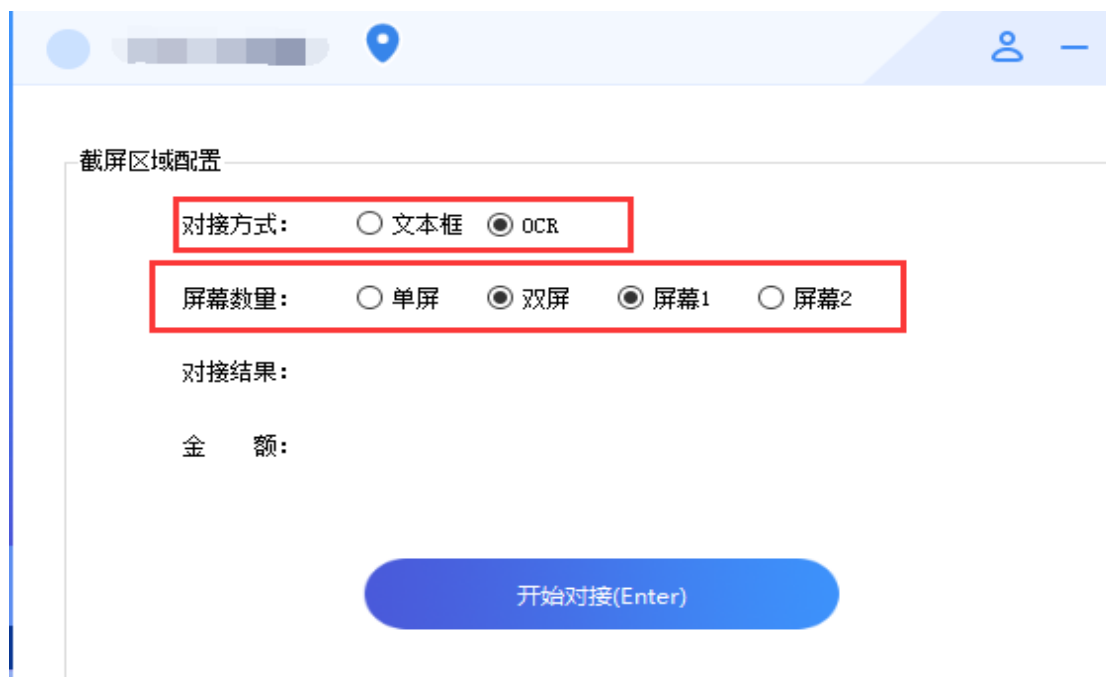 截屏区域配置
对接方式： 文本框 OCR
屏幕数量： 单屏 双屏 屏幕1 屏幕2
对接结果：
金 额：
开始对接(Enter)